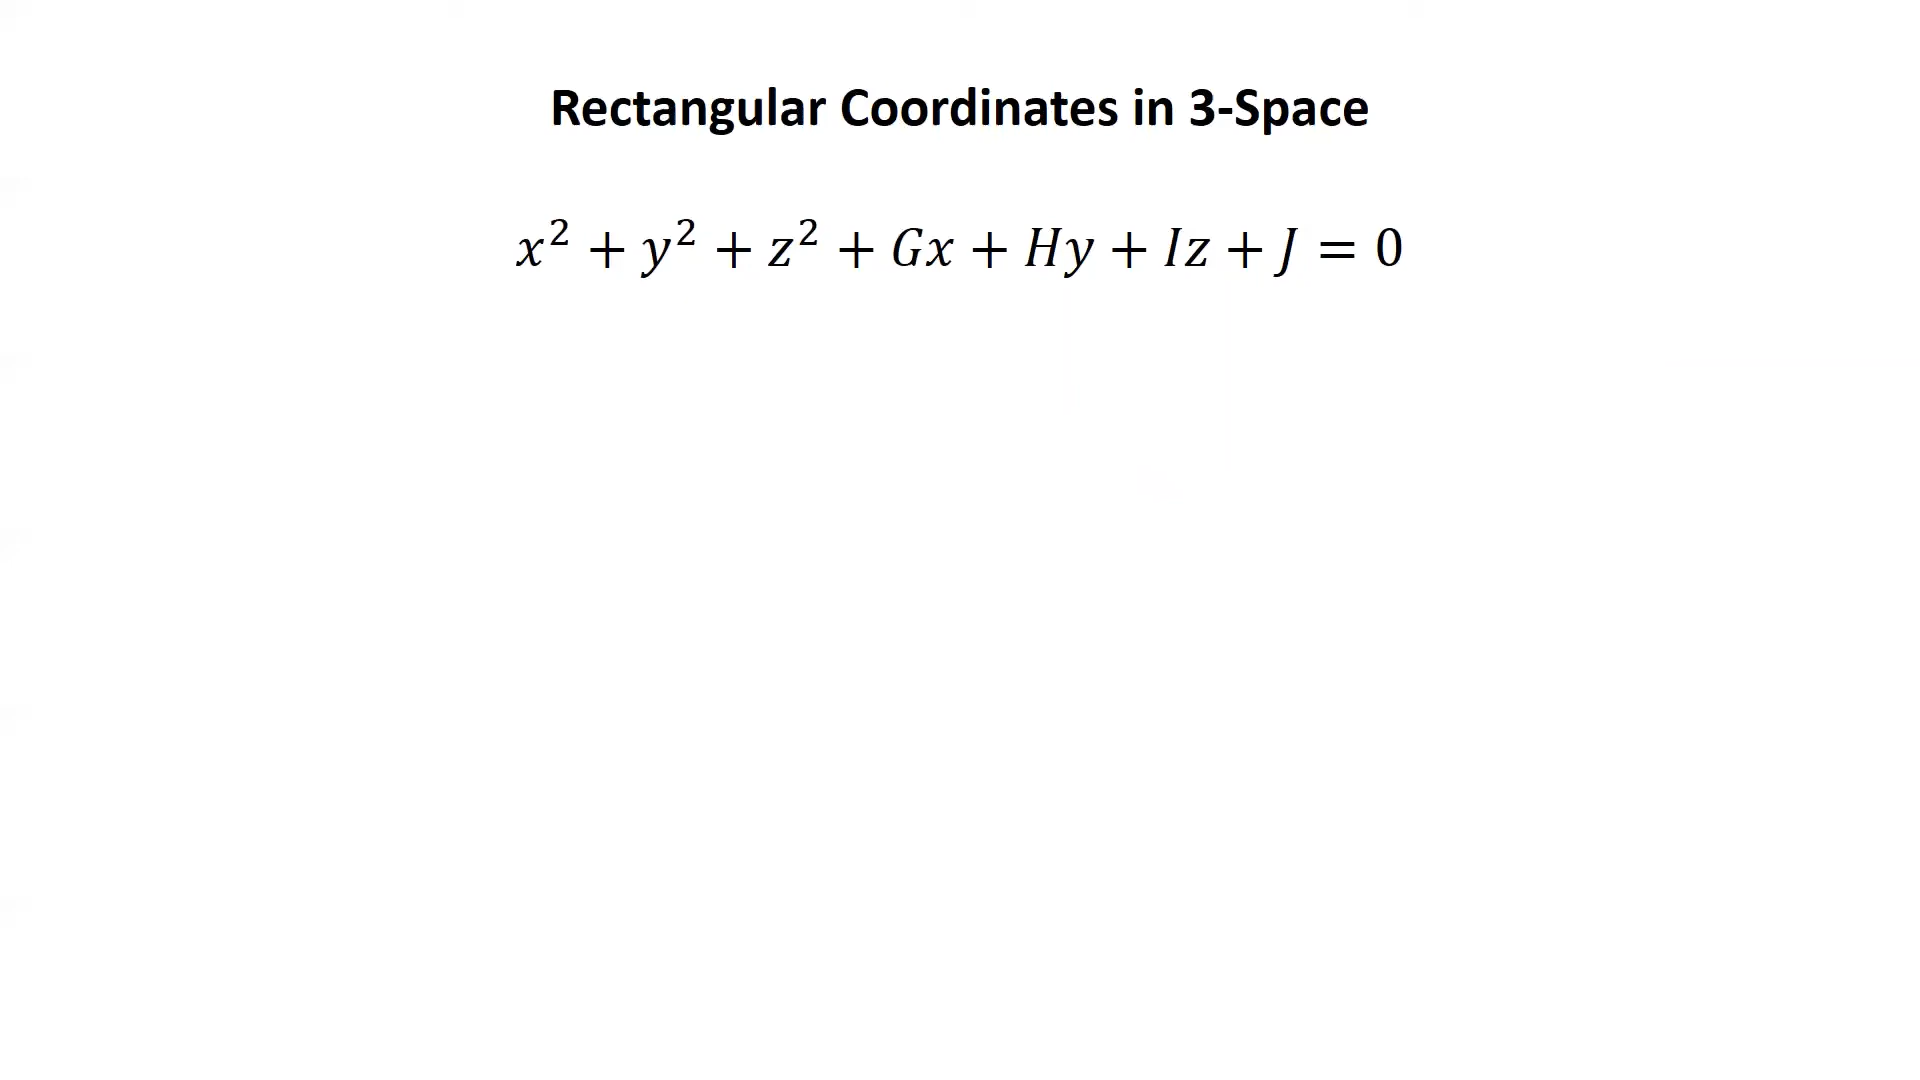 Rectangular Coordinates in 3-Space
x² + y² + z² + Gx + Hy + Iz + J = 0